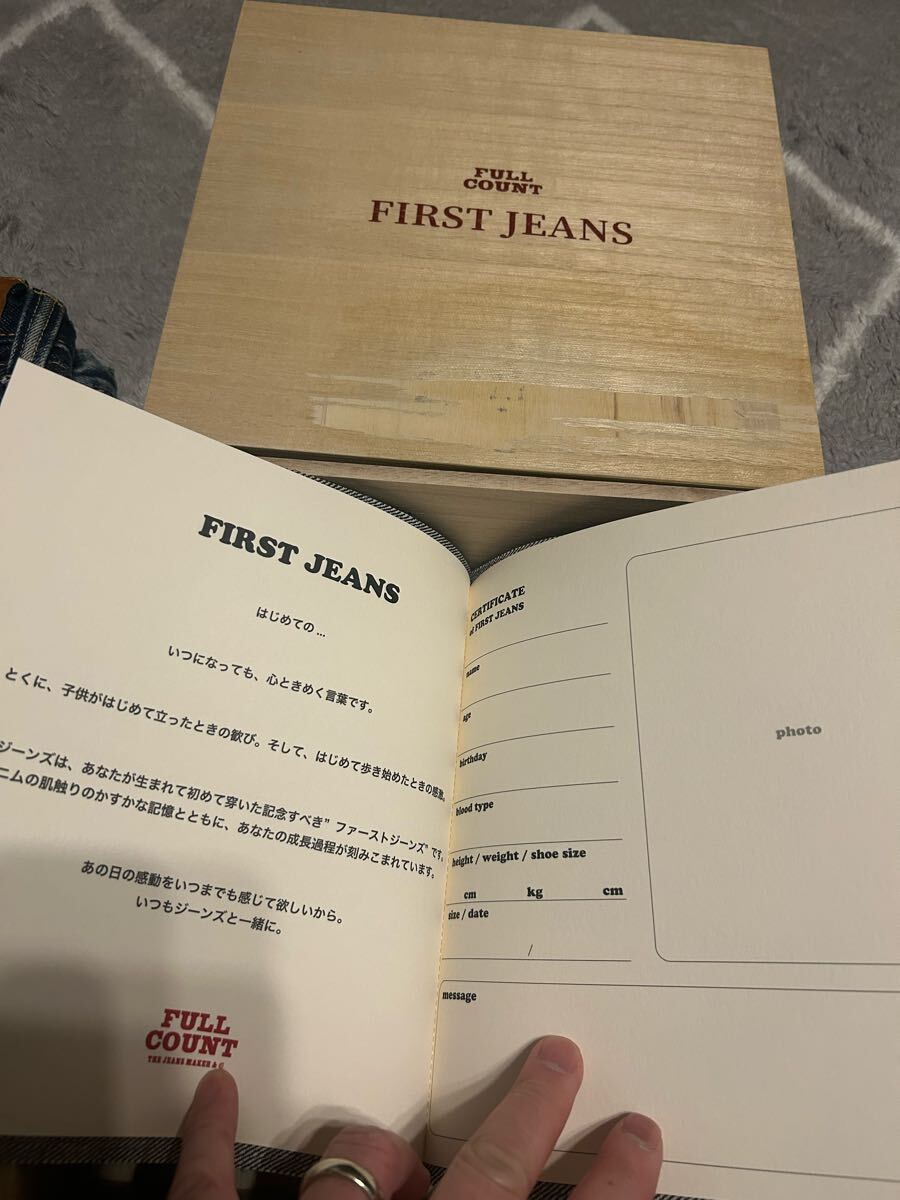 FULL
COUNT
FIRST JEANS
FIRST JEANS
はじめての...
いつになっても、心ときめく言葉です。
とくに、子供がはじめて立ったときの歓び。そして、はじめて歩き始めたときの感激。
ジーンズは、あなたが生まれて初めて穿いた記念すべき"ファーストジーンズ"です。
ニムの肌触りのかすかな記憶とともに、あなたの成長過程が刻みこまれています。
あの日の感動をいつまでも感じて欲しいから。
いつもジーンズと一緒に。
FULL
COUNT
THE JEANS MAKER &
CERTIFICATE
of FIRST JEANS
name
age
birthday
blood type
height / weight / shoe size
cm kg cm
size / date
/
message
photo